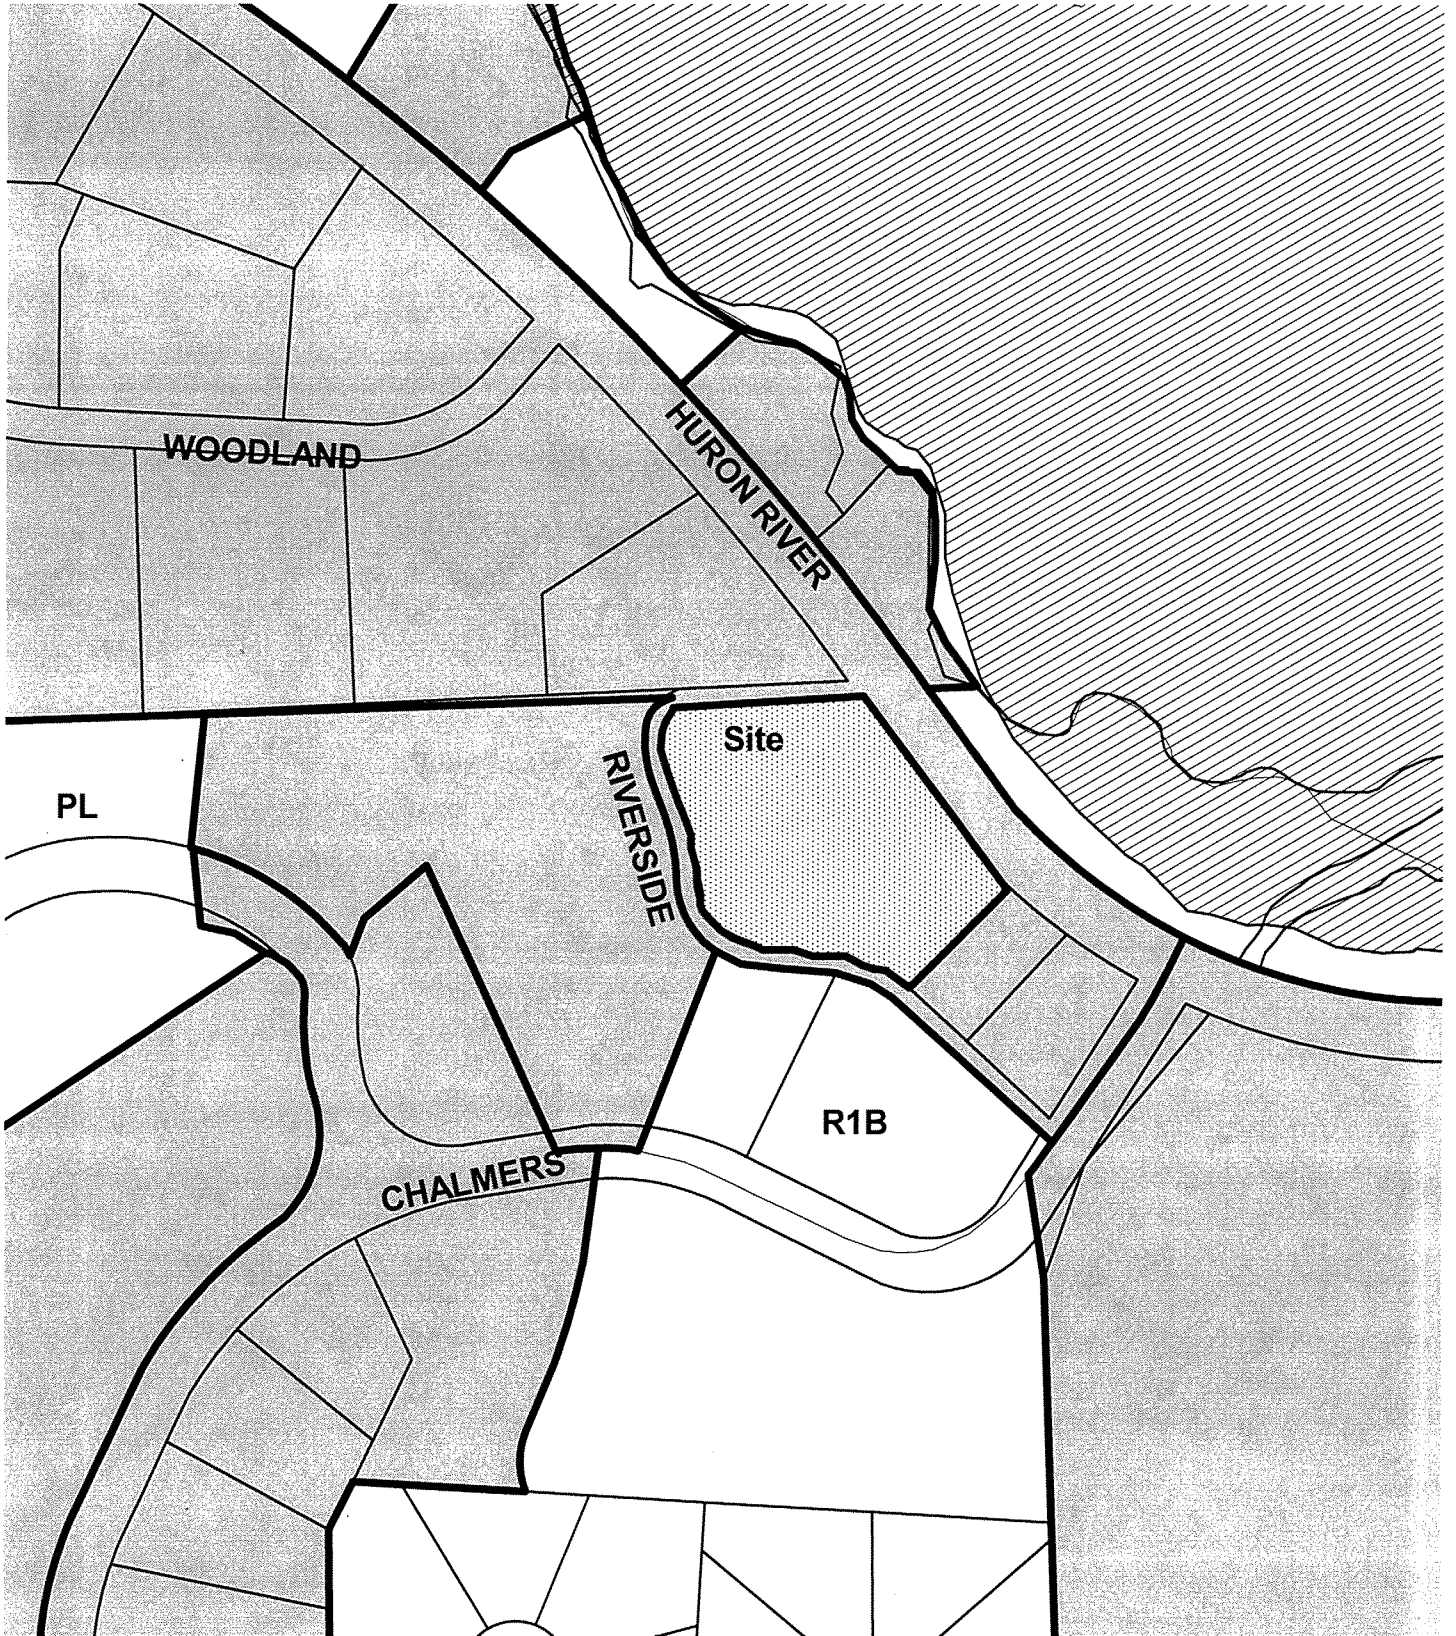 WOODLAND
HURON RIVER
Site
RIVERSIDE
PL
R1B
CHALMERS